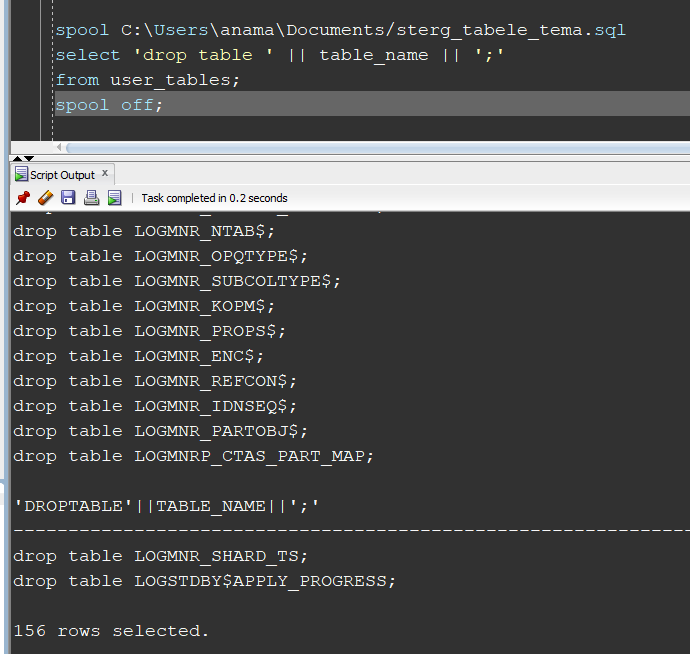 spool C:\Users\anama\Documents/sterg_tabele_tema.sql
select 'drop table ' || table_name || ';'
from user_tables;
spool off;
Script Output x
Task completed in 0.2 seconds
drop table LOGMNR_NTAB$;
drop table LOGMNR_OPQTYPE$;
drop table LOGMNR_SUBCOLTYPE$;
drop table LOGMNR_KOPM$;
drop table LOGMNR_PROPS$;
drop table LOGMNR_ENC$;
drop table LOGMNR_REFCON$;
drop table LOGMNR_IDNSEQ$;
drop table LOGMNR_PARTOBJ$;
drop table LOGMNRP_CTAS_PART_MAP;
'DROPTABLE'||TABLE_NAME||';'
--------------------------------------------------------------
drop table LOGMNR_SHARD_TS;
drop table LOGSTDBY$APPLY_PROGRESS;
156 rows selected.